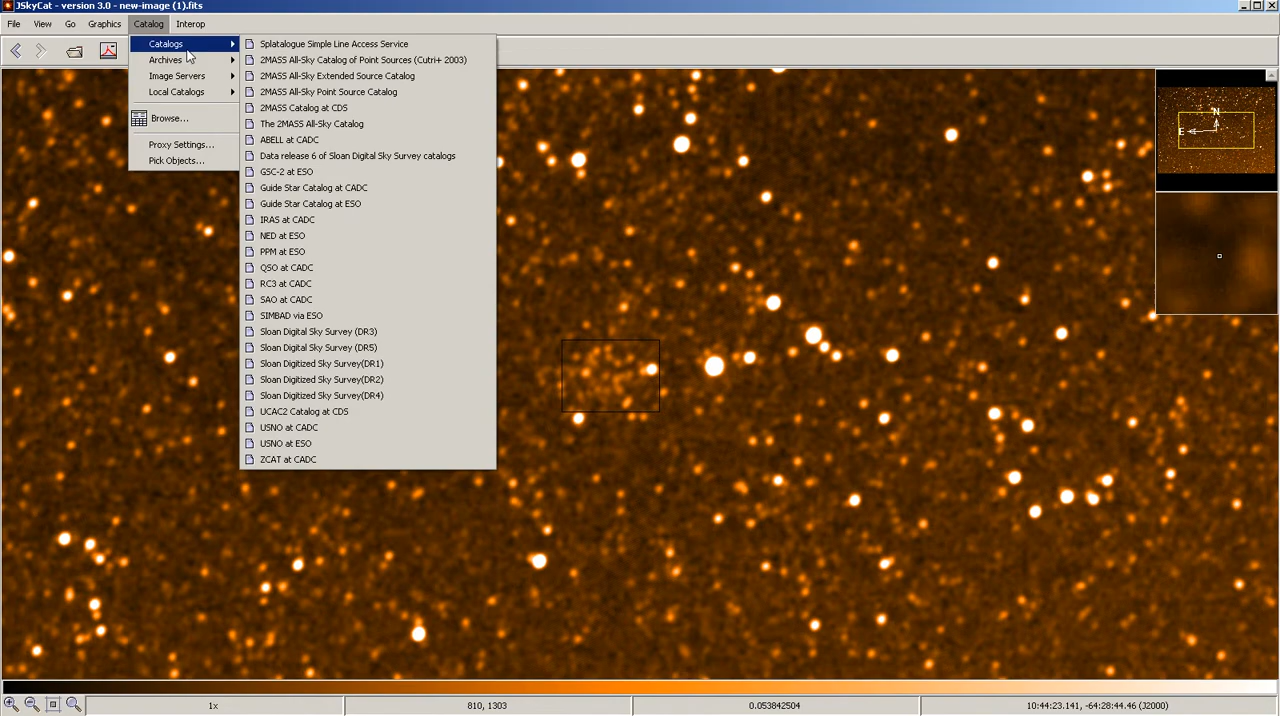 JSkyCat - version 3.0 - new-image (1).fits
File View Go Graphics Catalog Interop
Catalogs
Archives
Image Servers
Local Catalogs
Browse...
Proxy Settings...
Pick Objects...
Splatalogue Simple Line Access Service
2MASS All-Sky Catalog of Point Sources (Cutri+ 2003)
2MASS All-Sky Extended Source Catalog
2MASS All-Sky Point Source Catalog
2MASS Catalog at CDS
The 2MASS All-Sky Catalog
ABELL at CADC
Data release 6 of Sloan Digital Sky Survey catalogs
GSC-2 at ESO
Guide Star Catalog at CADC
Guide Star Catalog at ESO
IRAS at CADC
NED at ESO
PPM at ESO
QSO at CADC
RC3 at CADC
SAO at CADC
SIMBAD via ESO
Sloan Digital Sky Survey (DR3)
Sloan Digital Sky Survey (DR5)
Sloan Digitized Sky Survey(DR1)
Sloan Digitized Sky Survey(DR2)
Sloan Digitized Sky Survey(DR4)
UCAC2 Catalog at CDS
USNO at CADC
USNO at ESO
ZCAT at CADC
N
E
1x
810, 1303
0.053842504
10:44:23.141, -64:28:44.46 (J2000)